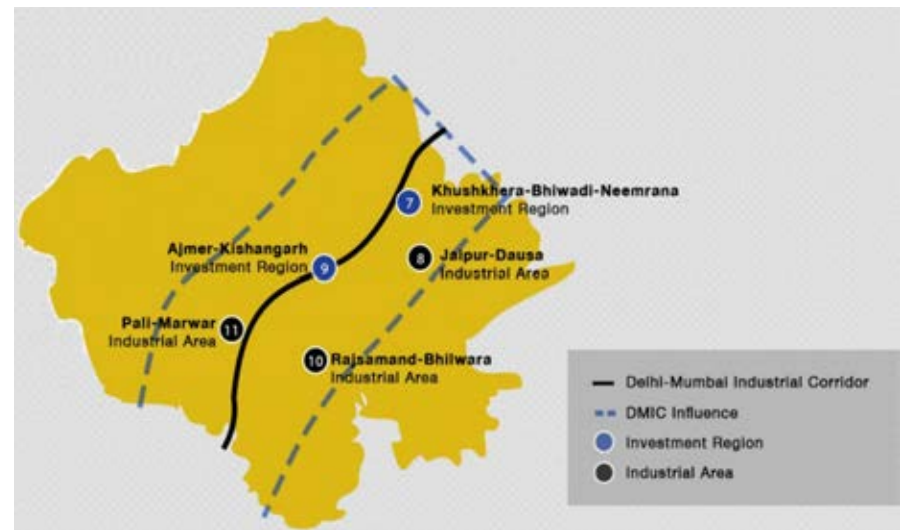 Khushkhera-Bhiwadi-Neemrana
7
Investment Region
Ajmer-Kishangarh
Investment Region
9
8
Jaipur-Dausa
Industrial Area
Pali-Marwar
11
Industrial Area
10
Rajsamand-Bhilwara
Industrial Area
Delhi-Mumbai Industrial Corridor
DMIC Influence
Investment Region
Industrial Area